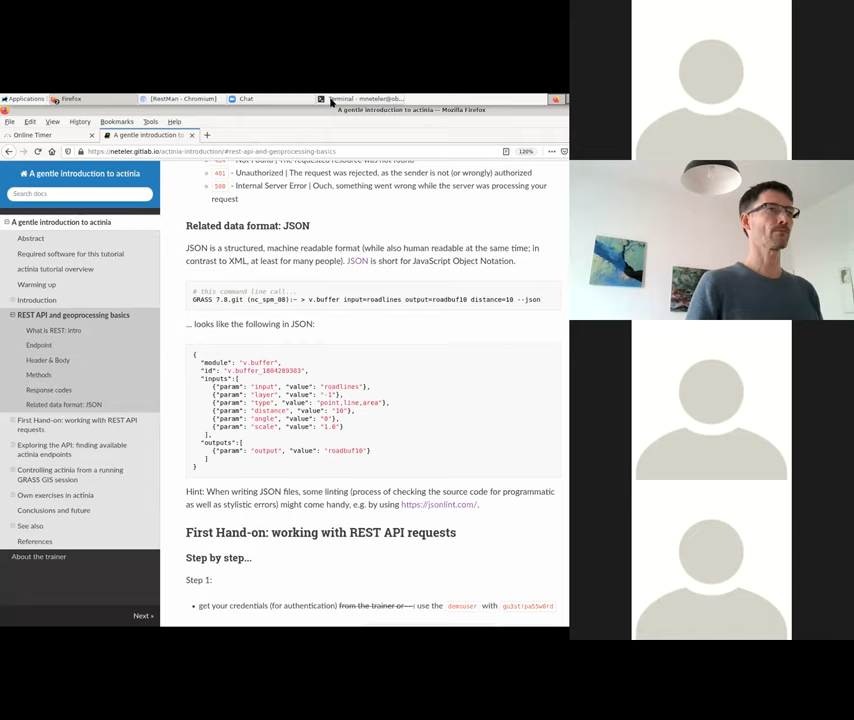 Applications
Firefox
[RestMan - Chromium]
Chat
Terminal - mneteler@ob...
A gentle introduction to actinia — Mozilla Firefox
File Edit View History Bookmarks Tools Help
Online Timer
A gentle introduction to
https://neteler.gitlab.io/actinia-introduction/#rest-api-and-geoprocessing-basics
120%
A gentle introduction to actinia
Search docs
A gentle introduction to actinia
Abstract
Required software for this tutorial
actinia tutorial overview
Warming up
Introduction
REST API and geoprocessing basics
What is REST: intro
Endpoint
Header & Body
Methods
Response codes
Related data format: JSON
First Hand-on: working with REST API
requests
Exploring the API: finding available
actinia endpoints
Controlling actinia from a running
GRASS GIS session
Own exercises in actinia
Conclusions and future
See also
References
About the trainer
Next »
404 - Not Found | The requested resource was not found
401 - Unauthorized | The request was rejected, as the sender is not (or wrongly) authorized
500 - Internal Server Error | Ouch, something went wrong while the server was processing your
request
Related data format: JSON
JSON is a structured, machine readable format (while also human readable at the same time; in
contrast to XML, at least for many people). JSON is short for JavaScript Object Notation.
# this command line call...
GRASS 7.8.git (nc_spm_08):~ > v.buffer input=roadlines output=roadbuf10 distance=10 --json
... looks like the following in JSON:
{
"module": "v.buffer",
"id": "v.buffer_1804289383",
"inputs":[
{"param": "input", "value": "roadlines"},
{"param": "layer", "value": "-1"},
{"param": "type", "value": "point,line,area"},
{"param": "distance", "value": "10"},
{"param": "angle", "value": "0"},
{"param": "scale", "value": "1.0"}
],
"outputs":[
{"param": "output", "value": "roadbuf10"}
]
}
Hint: When writing JSON files, some linting (process of checking the source code for programmatic
as well as stylistic errors) might come handy, e.g. by using https://jsonlint.com/.
First Hand-on: working with REST API requests
Step by step...
Step 1:
• get your credentials (for authentication) from the trainer or use the demouser with gu3st!pa55w0rd